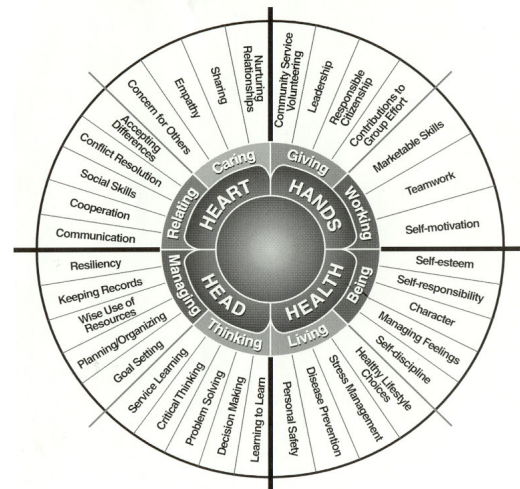 Nurturing
Relationships
Sharing
Empathy
Concern for Others
Accepting
Differences
Conflict Resolution
Social Skills
Cooperation
Communication
Community Service
Volunteering
Leadership
Responsible
Citizenship
Contributions to
Group Effort
Marketable Skills
Teamwork
Self-motivation
Caring
Relating
HEART
Giving
Working
HANDS
Managing
Thinking
HEAD
Being
Living
HEALTH
Resiliency
Keeping Records
Wise Use of
Resources
Planning/Organizing
Goal Setting
Service Learning
Critical Thinking
Problem Solving
Decision Making
Learning to Learn
Self-esteem
Self-responsibility
Character
Managing Feelings
Self-discipline
Healthy Lifestyle
Choices
Stress Management
Disease Prevention
Personal Safety